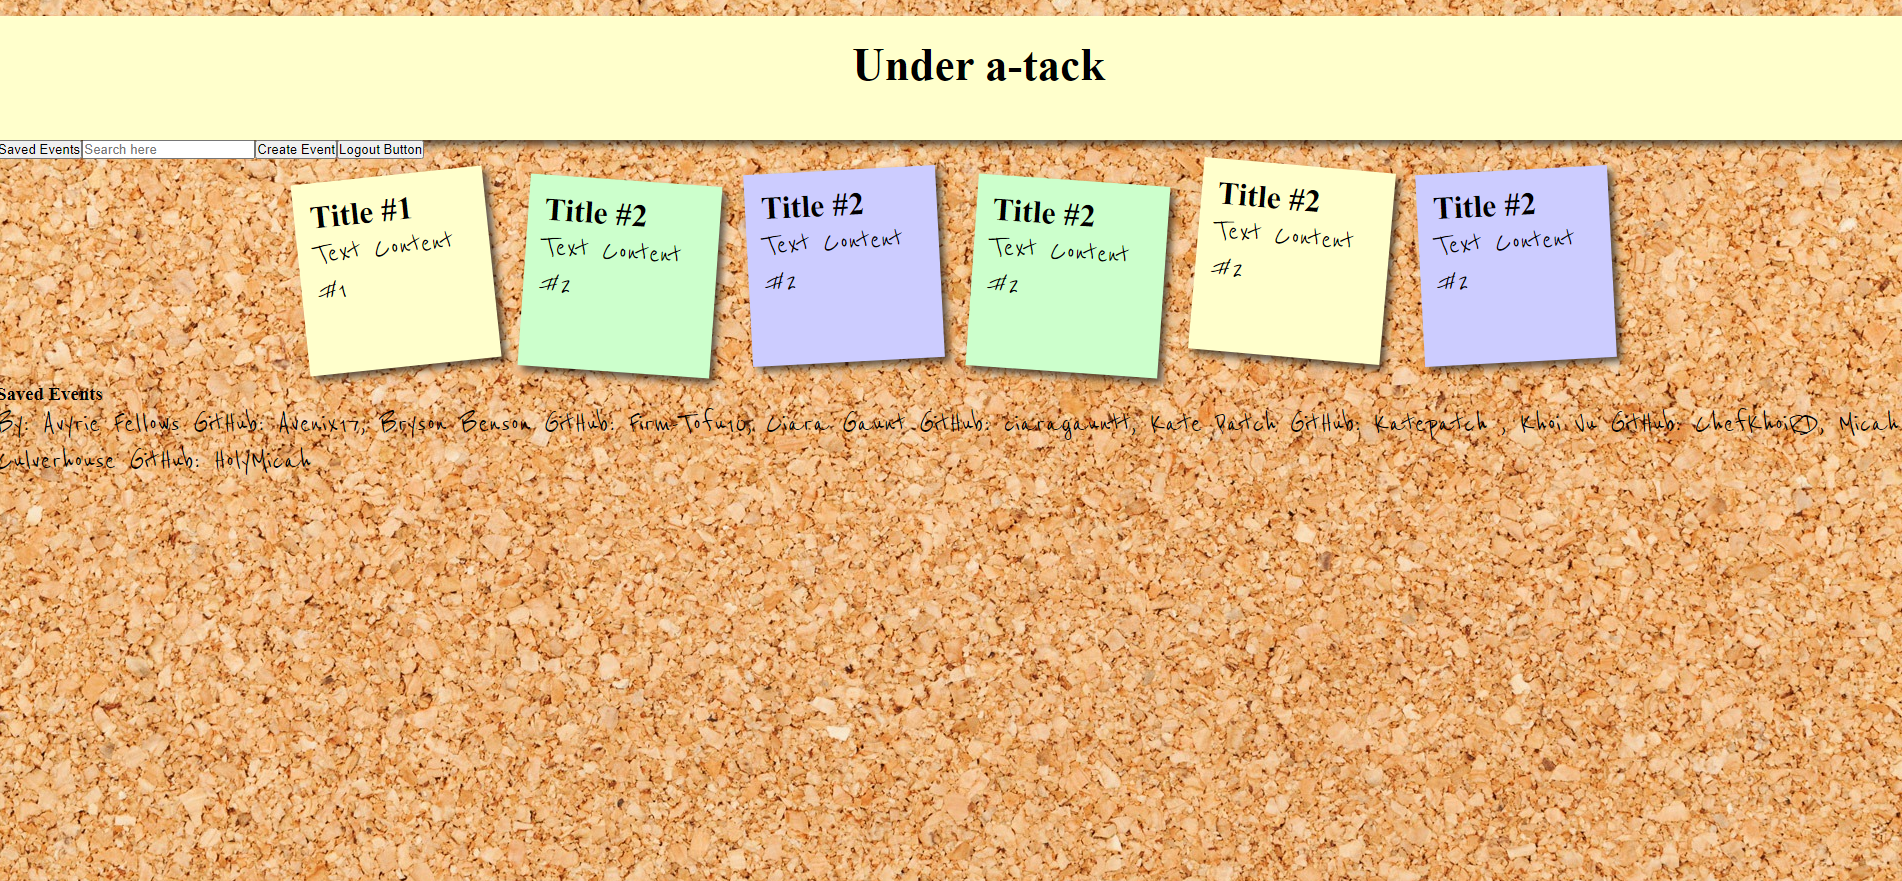 Under a-tack
Saved Events Search here Create Event Logout Button
Title #1
Text Content
#1
Title #2
Text Content
#2
Title #2
Text Content
#2
Title #2
Text Content
#2
Title #2
Text Content
#2
Title #2
Text Content
#2
Saved Events
By: Avyrie Fellows GitHub: Avenix17, Bryson Benson GitHub: Ciara Gaunt GitHub: ciaragauntt, Kate Patch GitHub: Katepatch , Khoi Vu GitHub: ChefKhoiRD, Micah
Culverhouse GitHub: HolyMicah